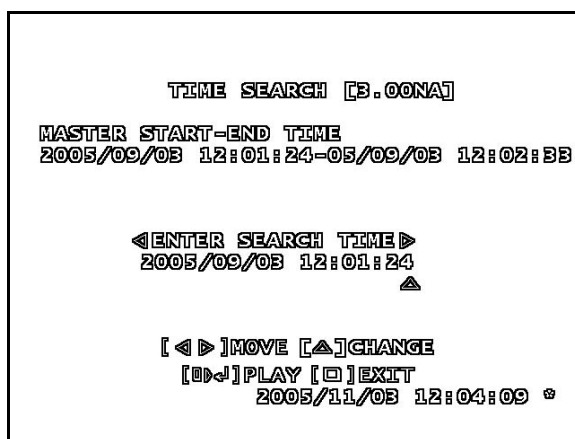 TIME SEARCH [3.00NA]
MASTER START-END TIME
2005/09/03 12:01:24-05/09/03 12:02:33
◁ENTER SEARCH TIME▷
2005/09/03 12:01:24
△
[◁ ▷]MOVE [△]CHANGE
[▯▷↲]PLAY [□]EXIT
2005/11/03 12:04:09 *